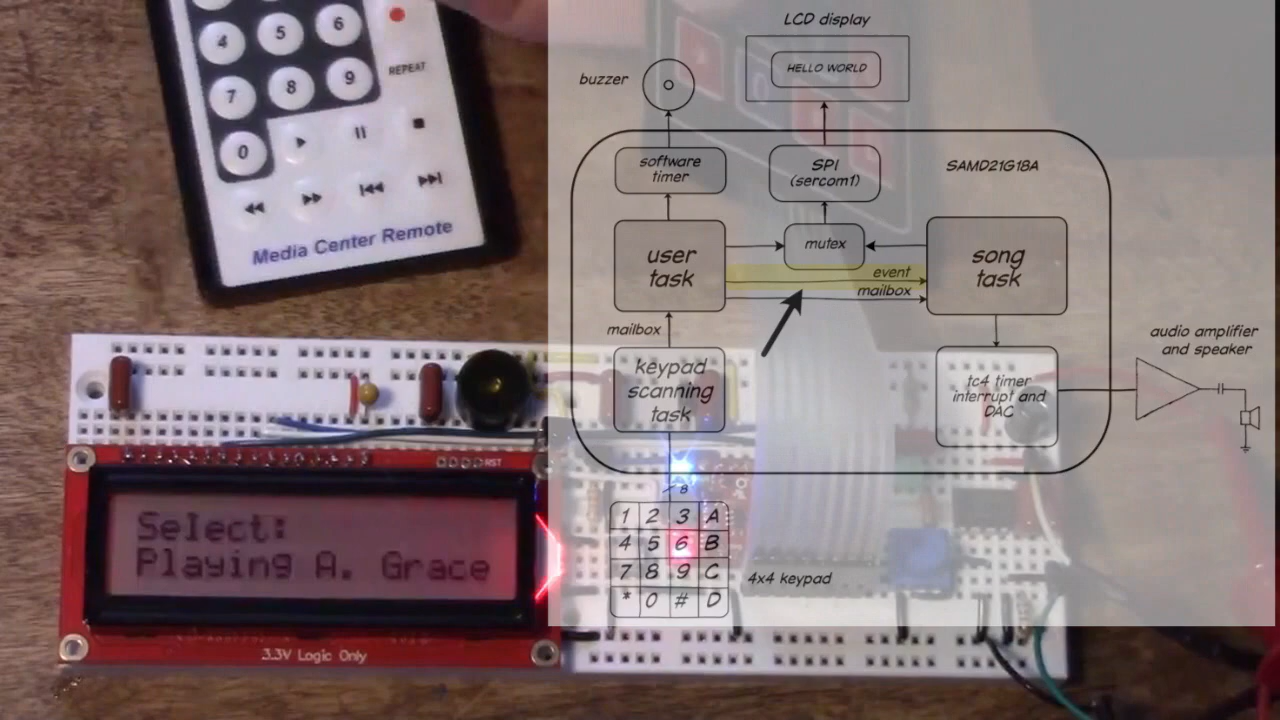 4 5 6
7 8 9
REPEAT
0
Media Center Remote
RST
Select:
Playing A. Grace
3.3V Logic Only
LCD display
HELLO WORLD
buzzer
software
timer
SPI
(sercom1)
SAMD21G18A
user
task
mutex
song
task
event
mailbox
mailbox
keypad
scanning
task
tc4 timer
interrupt and
DAC
audio amplifier
and speaker
8
1 2 3 A
4 5 6 B
7 8 9 C
* 0 # D
4x4 keypad